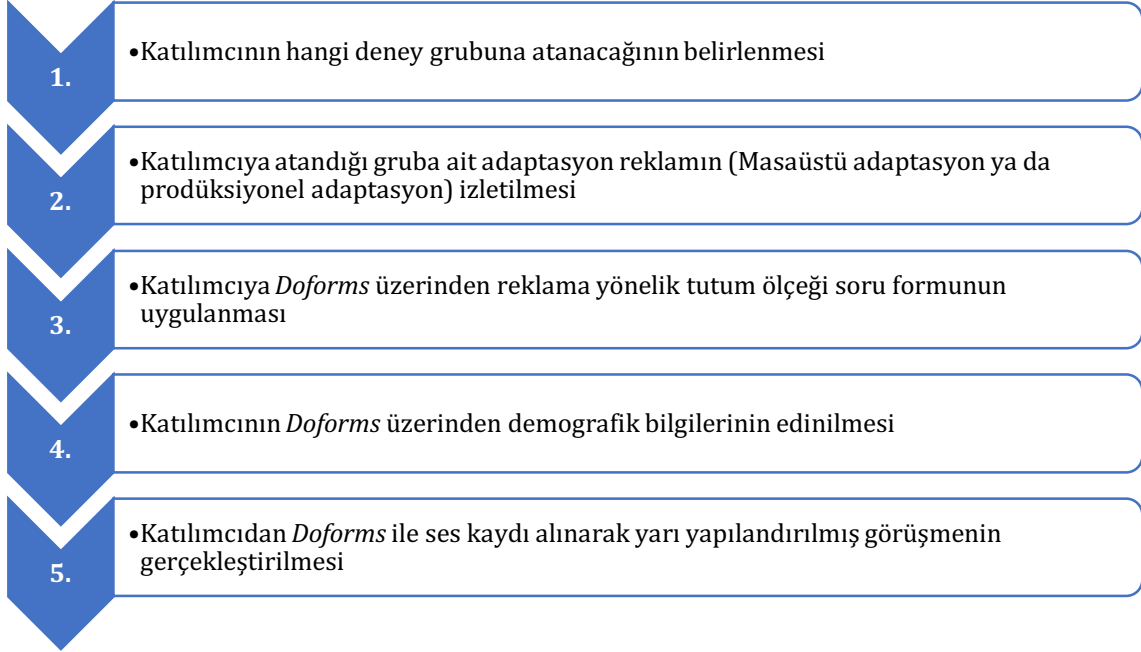 1.
•Katılımcının hangi deney grubuna atanacağının belirlenmesi
2.
•Katılımcıya atandığı gruba ait adaptasyon reklamın (Masaüstü adaptasyon ya da
prodüksiyonel adaptasyon) izletilmesi
3.
•Katılımcıya Doforms üzerinden reklama yönelik tutum ölçeği soru formunun
uygulanması
4.
•Katılımcının Doforms üzerinden demografik bilgilerinin edinilmesi
5.
•Katılımcıdan Doforms ile ses kaydı alınarak yarı yapılandırılmış görüşmenin
gerçekleştirilmesi